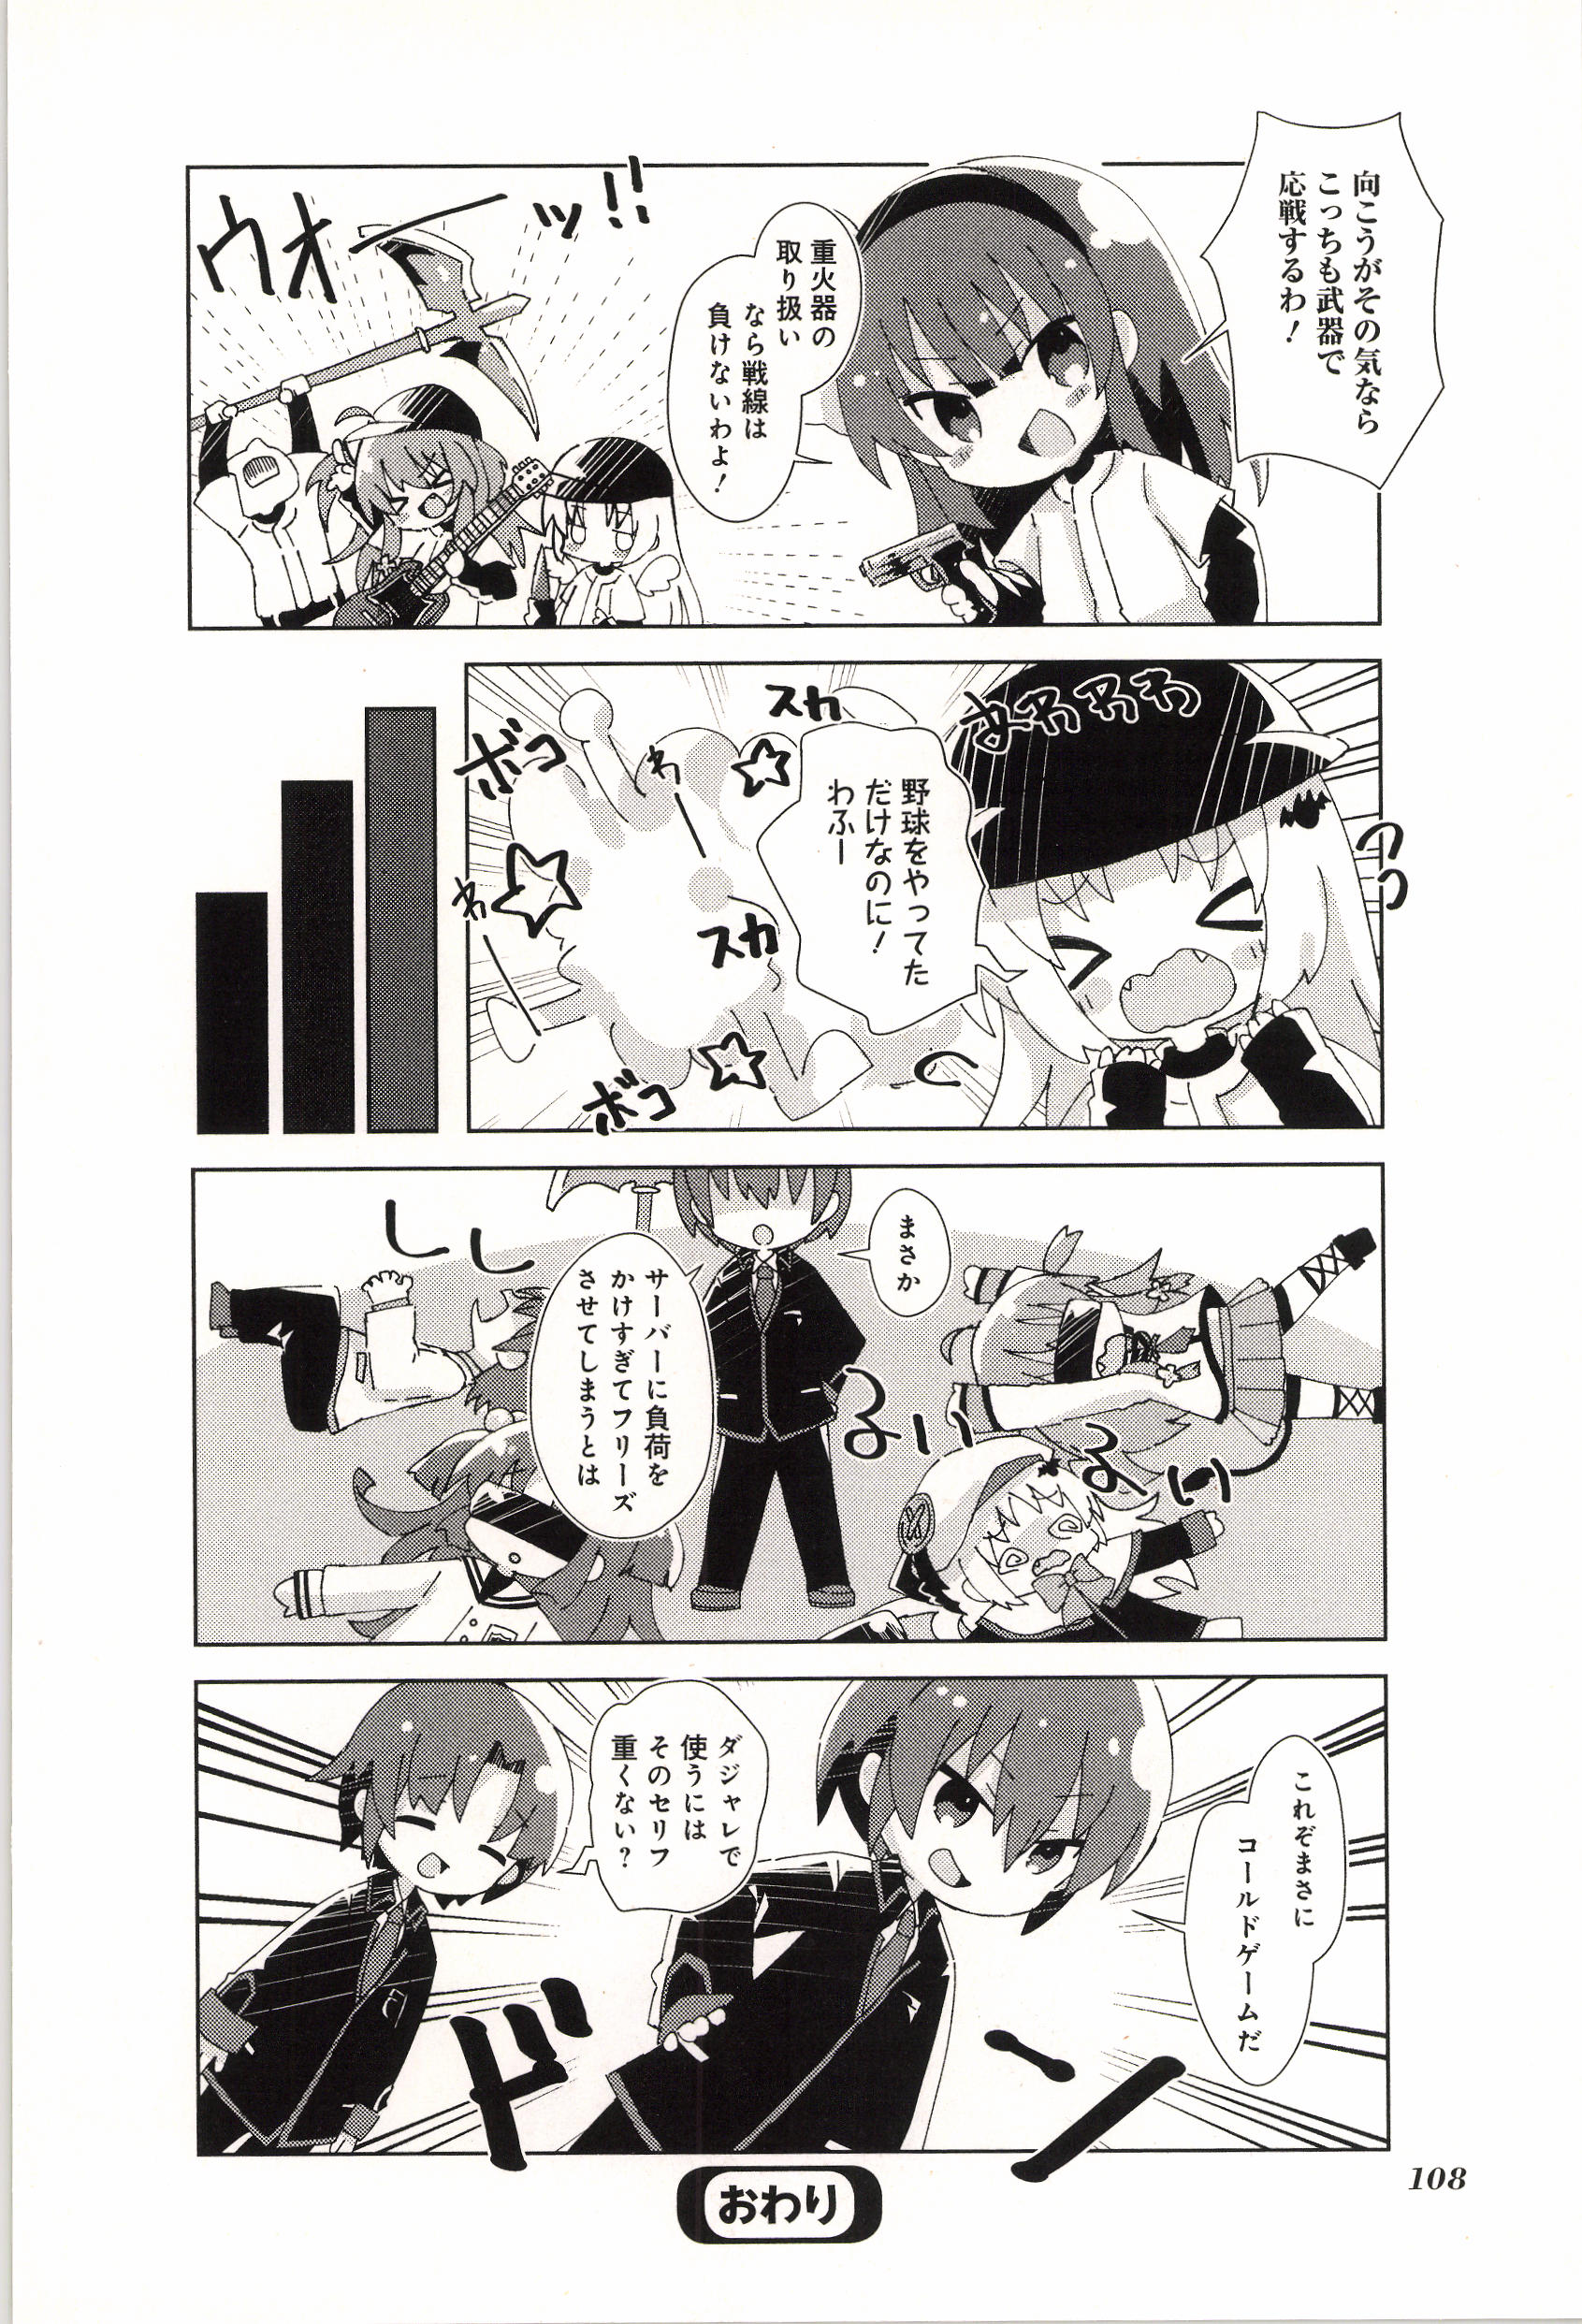 向こうがその気なら
こっちも武器で
応戦するわ！
重火器の
取り扱い
なら戦線は
負けないわよ！
ウオーッ!!
あわわわっ
野球をやってた
だけなのに！
わふー
スカ
わー
ボコ
スカ
わー
ボコ
まさか
サーバーに負荷を
かけすぎてフリーズ
させてしまうとは
るい
るい
しし
これぞまさに
コールドゲームだ
ダジャレで
使うには
そのセリフ
重くない？
ドン
おわり
108